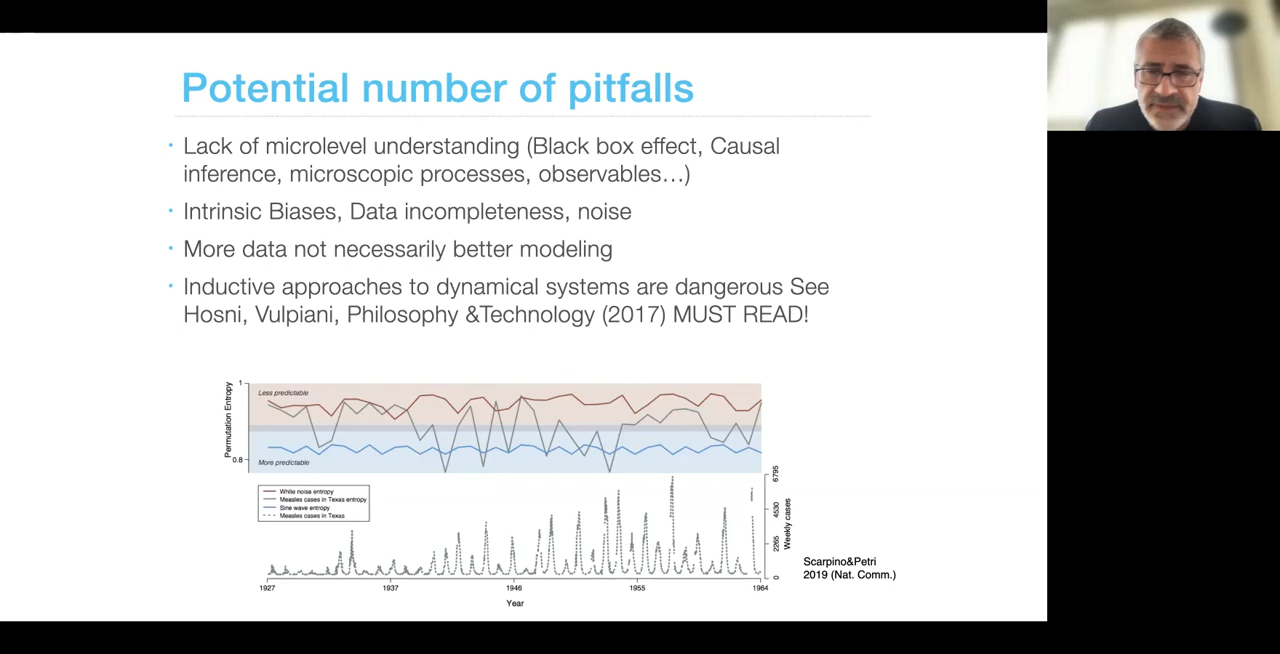 Potential number of pitfalls
• Lack of microlevel understanding (Black box effect, Causal
inference, microscopic processes, observables…)
• Intrinsic Biases, Data incompleteness, noise
• More data not necessarily better modeling
• Inductive approaches to dynamical systems are dangerous See
Hosni, Vulpiani, Philosophy &Technology (2017) MUST READ!
Permutation Entropy
1
0.8
Less predictable
More predictable
White noise entropy
Measles cases in Texas entropy
Sine wave entropy
Measles cases in Texas
6795
4530
2265
0
Weekly cases
1927
1937
1946
1955
1964
Year
Scarpino&Petri
2019 (Nat. Comm.)